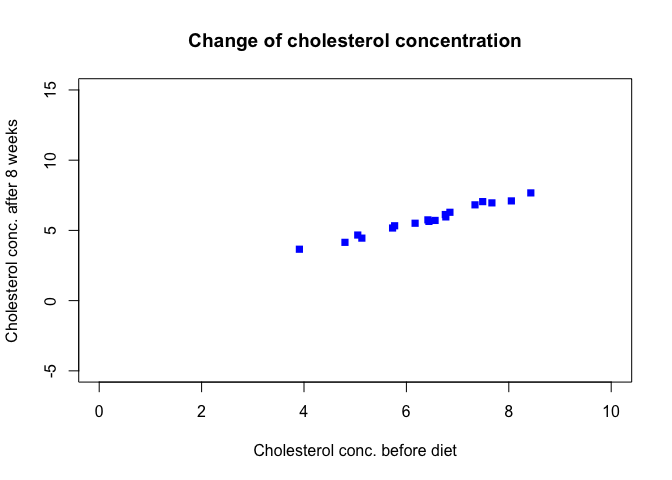 Change of cholesterol concentration
Cholesterol conc. after 8 weeks
15
10
5
0
-5
0 2 4 6 8 10
Cholesterol conc. before diet